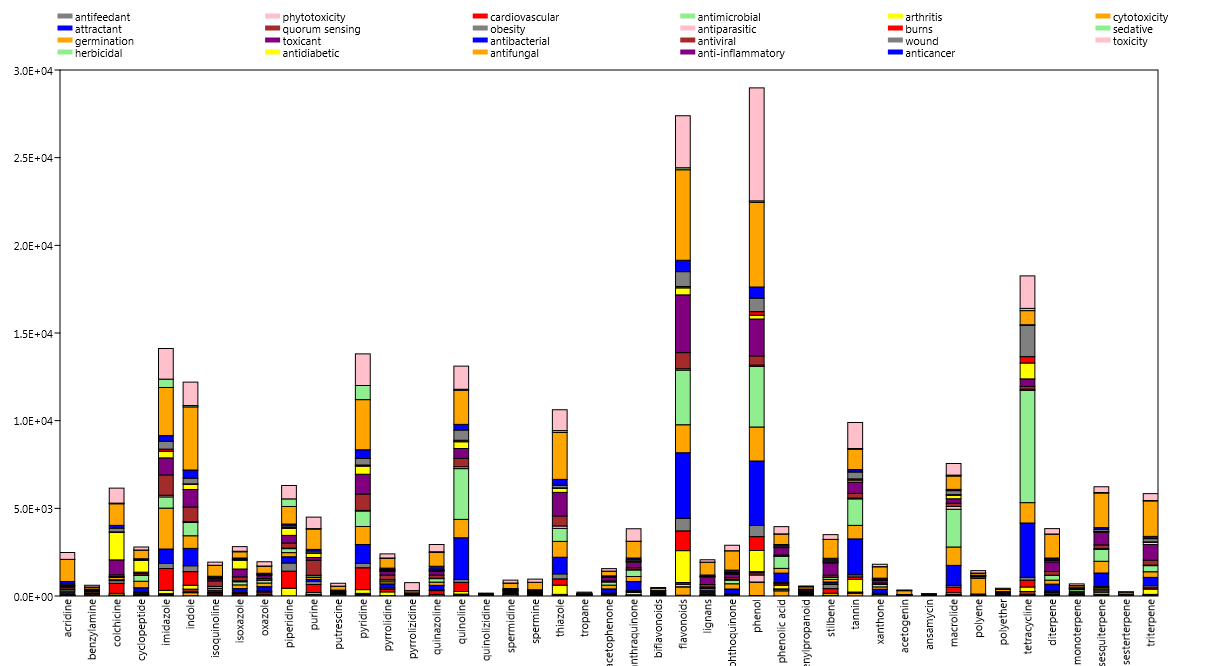 antifeedant phytotoxicity cardiovascular antimicrobial arthritis cytotoxicity
attractant quorum sensing obesity antiparasitic burns sedative
germination toxicant antibacterial antiviral wound toxicity
herbicidal antidiabetic antifungal anti-inflammatory anticancer
3.0E+04
2.5E+04
2.0E+04
1.5E+04
1.0E+04
5.0E+03
0.0E+00
acridine
benzylamine
colchicine
cyclopeptide
imidazole
indole
isoquinoline
isoxazole
oxazole
piperidine
purine
putrescine
pyridine
pyrrolidine
pyrrolizidine
quinazoline
quinoline
quinolizidine
spermidine
spermine
thiazole
tropane
acetophenone
nthraquinone
biflavonoids
flavonoids
lignans
phthoquinone
phenol
phenolic acid
enylpropanoid
stilbene
tannin
xanthone
acetogenin
ansamycin
macrolide
polyene
polyether
tetracycline
diterpene
monoterpene
sesquiterpene
sesterterpene
triterpene